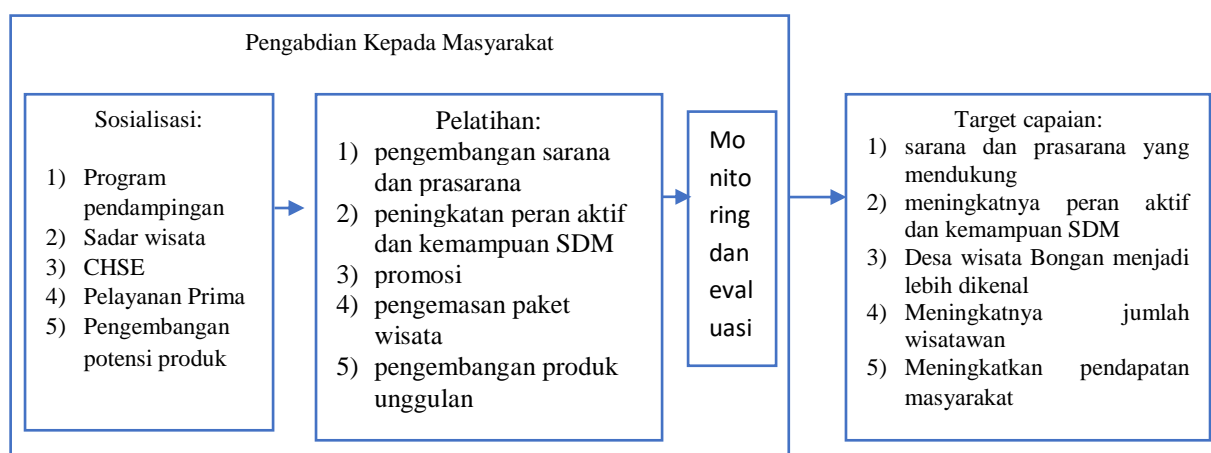 Pengabdian Kepada Masyarakat
Sosialisasi:
1) Program
pendampingan
2) Sadar wisata
3) CHSE
4) Pelayanan Prima
5) Pengembangan
potensi produk
Pelatihan:
1) pengembangan sarana
dan prasarana
2) peningkatan peran aktif
dan kemampuan SDM
3) promosi
4) pengemasan paket
wisata
5) pengembangan produk
unggulan
Mo
nito
ring
dan
eval
uasi
Target capaian:
1) sarana dan prasarana yang
mendukung
2) meningkatnya peran aktif
dan kemampuan SDM
3) Desa wisata Bongan menjadi
lebih dikenal
4) Meningkatnya jumlah
wisatawan
5) Meningkatkan pendapatan
masyarakat